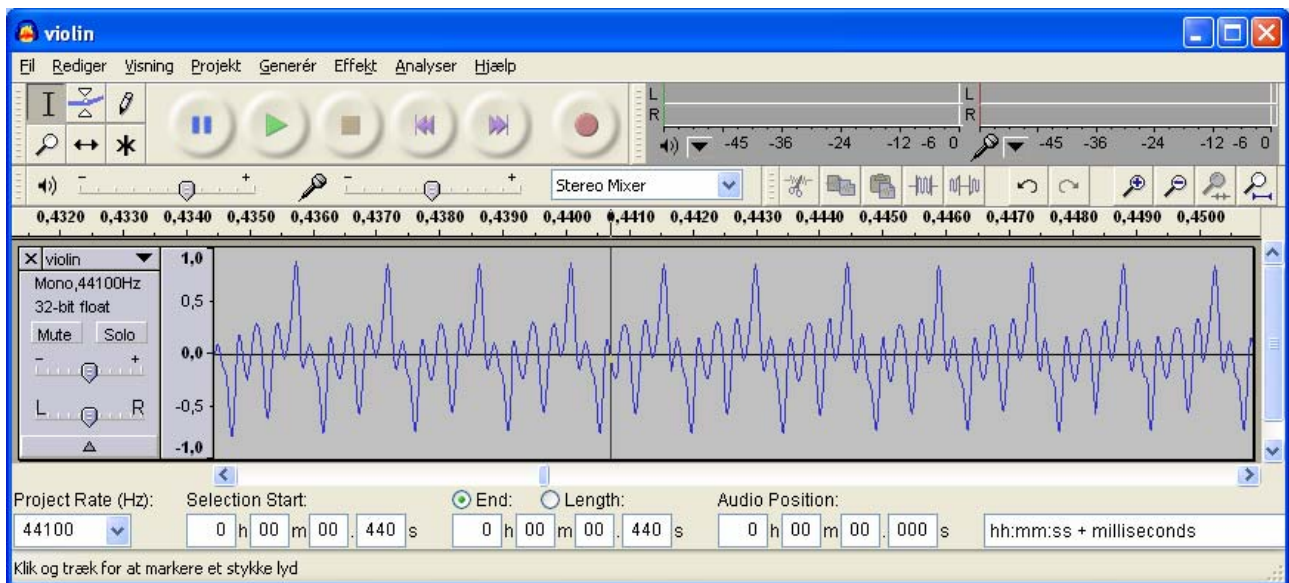 violin
Fil Rediger Visning Projekt Generér Effekt Analyser Hjælp
L
R
-45 -36 -24 -12 -6 0
L
R
-45 -36 -24 -12 -6 0
- +
- +
Stereo Mixer
0,4320 0,4330 0,4340 0,4350 0,4360 0,4370 0,4380 0,4390 0,4400 0,4410 0,4420 0,4430 0,4440 0,4450 0,4460 0,4470 0,4480 0,4490 0,4500
X violin
Mono,44100Hz
32-bit float
Mute Solo
- +
L R
1,0
0,5
0,0
-0,5
-1,0
Project Rate (Hz): Selection Start: End: Length: Audio Position:
44100 0 h 00 m 00 . 440 s 0 h 00 m 00 . 440 s 0 h 00 m 00 . 000 s hh:mm:ss + milliseconds
Klik og træk for at markere et stykke lyd